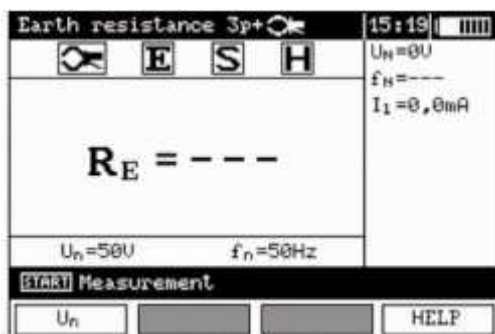 Earth resistance 3p+
15:19
E S H
U_N=0V
f_N=---
I_1=0,0mA
R_E = ---
U_n=50V f_n=50Hz
START Measurement
U_n HELP